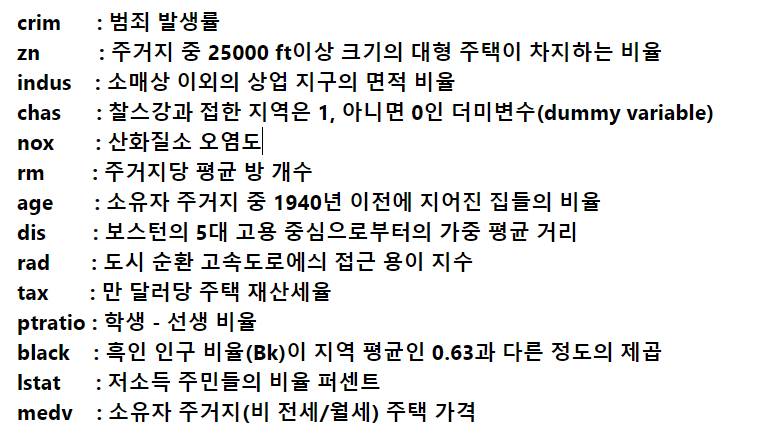 crim : 범죄 발생률
zn : 주거지 중 25000 ft이상 크기의 대형 주택이 차지하는 비율
indus : 소매상 이외의 상업 지구의 면적 비율
chas : 찰스강과 접한 지역은 1, 아니면 0인 더미변수(dummy variable)
nox : 산화질소 오염도
rm : 주거지당 평균 방 개수
age : 소유자 주거지 중 1940년 이전에 지어진 집들의 비율
dis : 보스턴의 5대 고용 중심으로부터의 가중 평균 거리
rad : 도시 순환 고속도로에싀 접근 용이 지수
tax : 만 달러당 주택 재산세율
ptratio : 학생 - 선생 비율
black : 흑인 인구 비율(Bk)이 지역 평균인 0.63과 다른 정도의 제곱
lstat : 저소득 주민들의 비율 퍼센트
medv : 소유자 주거지(비 전세/월세) 주택 가격